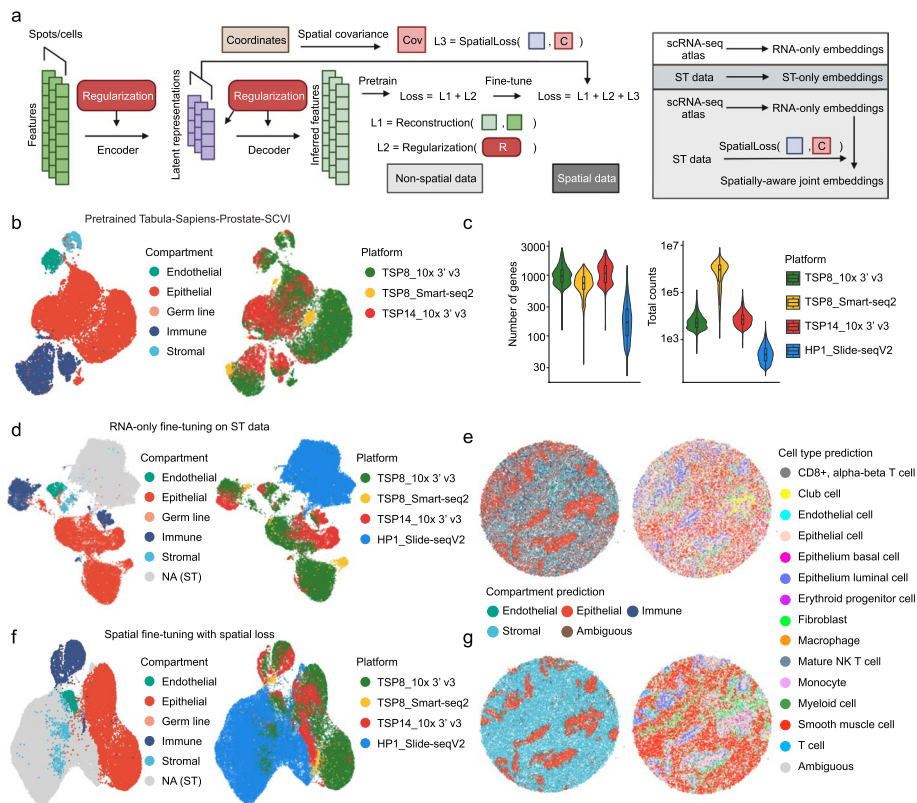 a
Spots/cells
Features
Regularization
Encoder
Latent representations
Regularization
Decoder
Inferred features
Coordinates
Spatial covariance
Cov
L3 = SpatialLoss( , C )
Pretrain
Loss = L1 + L2
Fine-tune
Loss = L1 + L2 + L3
L1 = Reconstruction( , )
L2 = Regularization( R )
Non-spatial data
Spatial data
scRNA-seq
atlas
RNA-only embeddings
ST data
ST-only embeddings
scRNA-seq
atlas
RNA-only embeddings
SpatialLoss( , C )
ST data
Spatially-aware joint embeddings
b
Pretrained Tabula-Sapiens-Prostate-SCVI
Compartment
Endothelial
Epithelial
Germ line
Immune
Stromal
Platform
TSP8_10x 3' v3
TSP8_Smart-seq2
TSP14_10x 3' v3
c
Number of genes
3000
1000
300
100
30
Total counts
1e7
1e5
1e3
Platform
TSP8_10x 3' v3
TSP8_Smart-seq2
TSP14_10x 3' v3
HP1_Slide-seqV2
d
RNA-only fine-tuning on ST data
Compartment
Endothelial
Epithelial
Germ line
Immune
Stromal
NA (ST)
Platform
TSP8_10x 3' v3
TSP8_Smart-seq2
TSP14_10x 3' v3
HP1_Slide-seqV2
e
Compartment prediction
Endothelial
Epithelial
Immune
Stromal
Ambiguous
Cell type prediction
CD8+, alpha-beta T cell
Club cell
Endothelial cell
Epithelial cell
Epithelium basal cell
Epithelium luminal cell
Erythroid progenitor cell
Fibroblast
Macrophage
Mature NK T cell
Monocyte
Myeloid cell
Smooth muscle cell
T cell
Ambiguous
f
Spatial fine-tuning with spatial loss
Compartment
Endothelial
Epithelial
Germ line
Immune
Stromal
NA (ST)
Platform
TSP8_10x 3' v3
TSP8_Smart-seq2
TSP14_10x 3' v3
HP1_Slide-seqV2
g